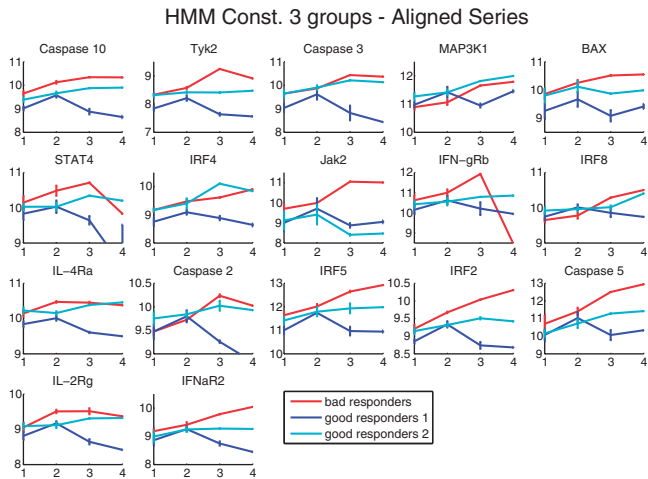 HMM Const. 3 groups - Aligned Series
Caspase 10
Tyk2
Caspase 3
MAP3K1
BAX
11
10
9
8
1 2 3 4
9
8
7
1 2 3 4
11
10
9
8
1 2 3 4
12
11
10
1 2 3 4
11
10
9
8
1 2 3 4
STAT4
IRF4
Jak2
IFN-gRb
IRF8
10
9
1 2 3 4
10
9
8
1 2 3 4
11
10
9
8
1 2 3 4
12
11
10
9
1 2 3 4
10
9
1 2 3 4
IL-4Ra
Caspase 2
IRF5
IRF2
Caspase 5
11
10
9
1 2 3 4
10.5
10
9.5
9
1 2 3 4
13
12
11
10
1 2 3 4
10.5
10
9.5
9
8.5
1 2 3 4
13
12
11
10
9
1 2 3 4
IL-2Rg
IFNaR2
10
9
8
1 2 3 4
10
9
8
1 2 3 4
bad responders
good responders 1
good responders 2